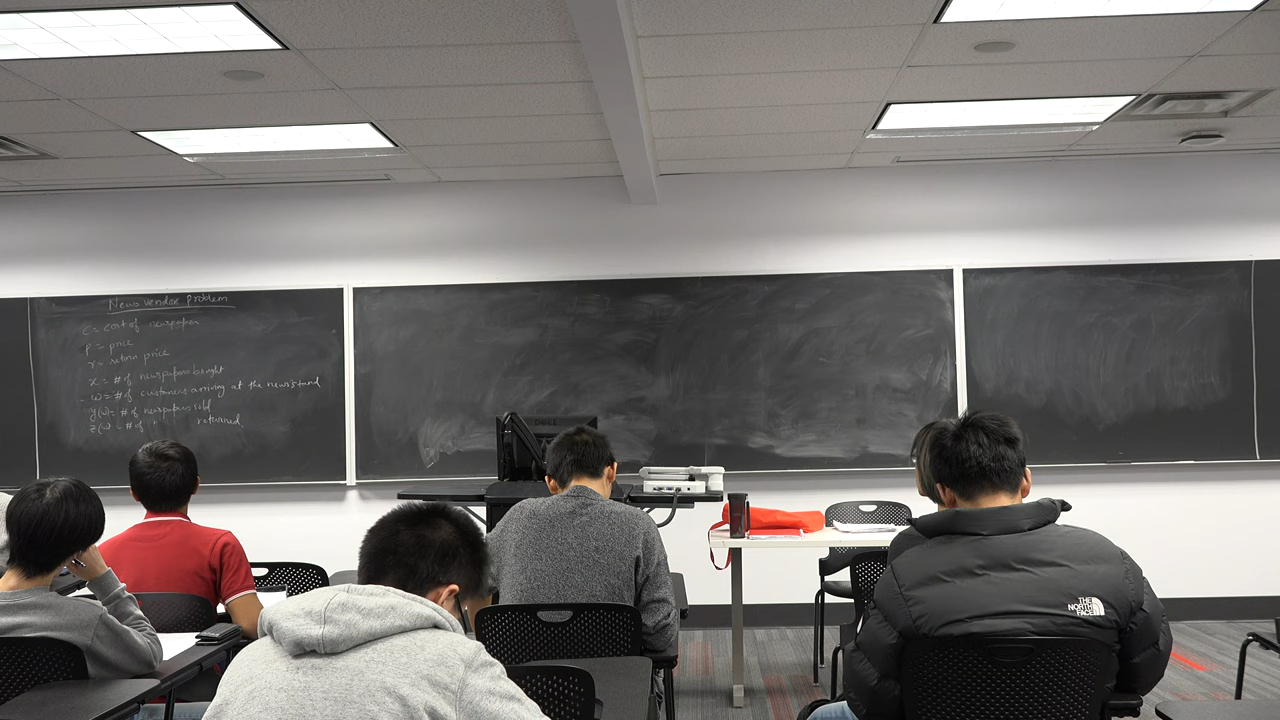 News vendor problem
c = cost of newspaper
p = price
r = return price
x = # of newspapers bought
w = # of customers arriving at the newsstand
y(w) = # of newspapers sold
z(w) = # of " returned.
DELL
THE
NORTH
FACE